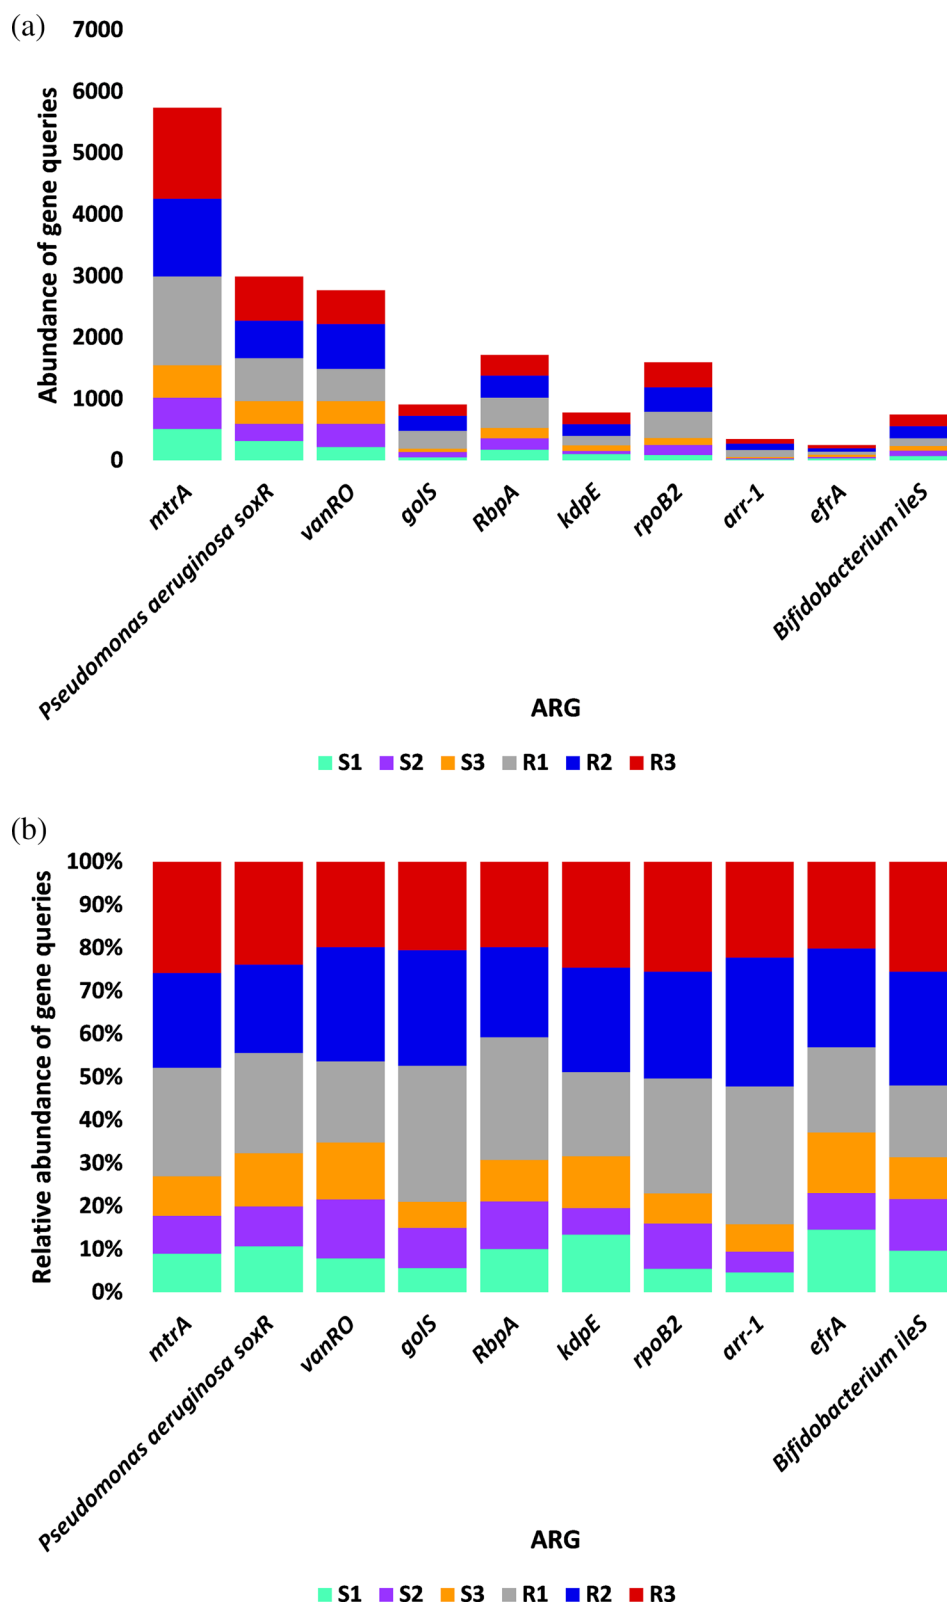 (a)
Abundance of gene queries
7000
6000
5000
4000
3000
2000
1000
0
mtrA
Pseudomonas aeruginosa soxR
vanRO
golS
RbpA
kdpE
rpoB2
arr-1
efrA
Bifidobacterium ileS
ARG
S1 S2 S3 R1 R2 R3
(b)
Relative abundance of gene queries
100%
90%
80%
70%
60%
50%
40%
30%
20%
10%
0%
mtrA
Pseudomonas aeruginosa soxR
vanRO
golS
RbpA
kdpE
rpoB2
arr-1
efrA
Bifidobacterium ileS
ARG
S1 S2 S3 R1 R2 R3